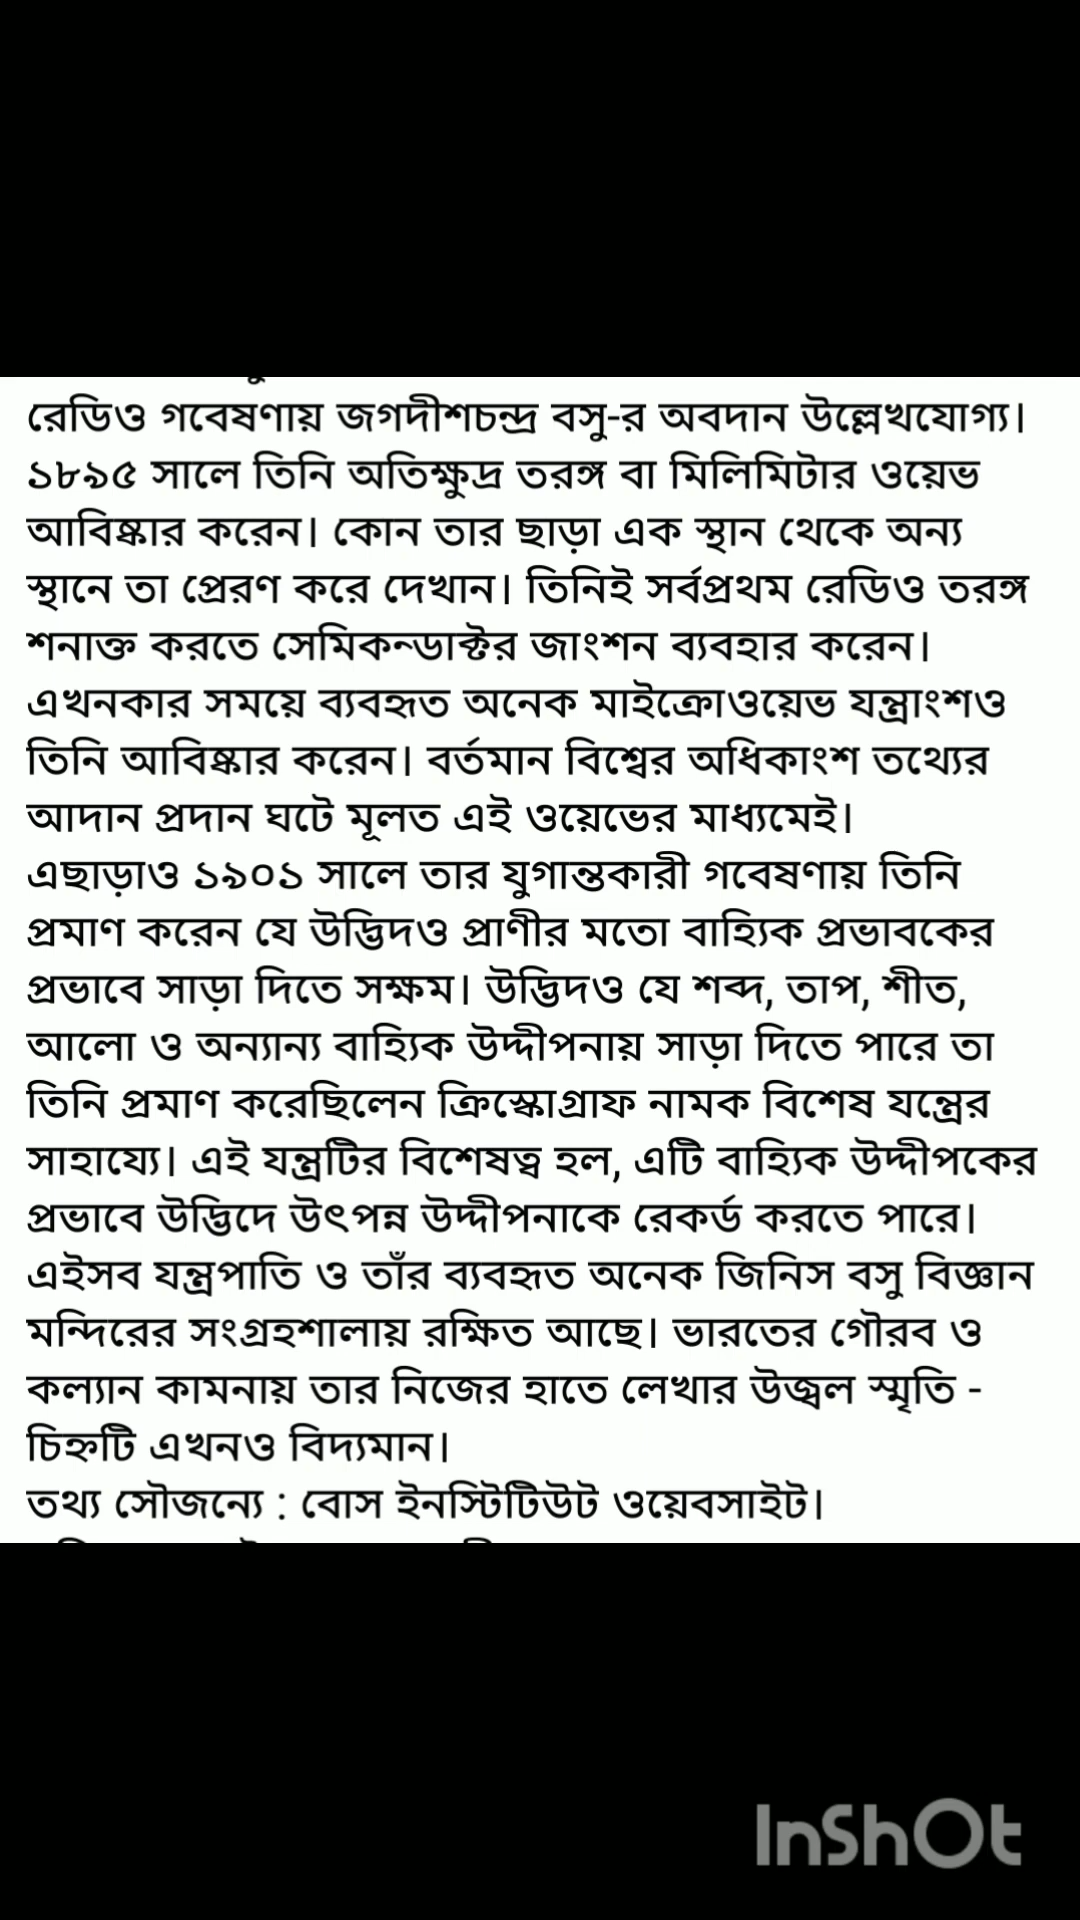 রেডিও গবেষণায় জগদীশচন্দ্র বসু-র অবদান উল্লেখযোগ্য।
১৮৯৫ সালে তিনি অতিক্ষুদ্র তরঙ্গ বা মিলিমিটার ওয়েভ
আবিষ্কার করেন। কোন তার ছাড়া এক স্থান থেকে অন্য
স্থানে তা প্রেরণ করে দেখান। তিনিই সর্বপ্রথম রেডিও তরঙ্গ
শনাক্ত করতে সেমিকন্ডাক্টর জাংশন ব্যবহার করেন।
এখনকার সময়ে ব্যবহৃত অনেক মাইক্রোওয়েভ যন্ত্রাংশও
তিনি আবিষ্কার করেন। বর্তমান বিশ্বের অধিকাংশ তথ্যের
আদান প্রদান ঘটে মূলত এই ওয়েভের মাধ্যমেই।
এছাড়াও ১৯০১ সালে তার যুগান্তকারী গবেষণায় তিনি
প্রমাণ করেন যে উদ্ভিদও প্রাণীর মতো বাহ্যিক প্রভাবকের
প্রভাবে সাড়া দিতে সক্ষম। উদ্ভিদও যে শব্দ, তাপ, শীত,
আলো ও অন্যান্য বাহ্যিক উদ্দীপনায় সাড়া দিতে পারে তা
তিনি প্রমাণ করেছিলেন ক্রিস্কোগ্রাফ নামক বিশেষ যন্ত্রের
সাহায্যে। এই যন্ত্রটির বিশেষত্ব হল, এটি বাহ্যিক উদ্দীপকের
প্রভাবে উদ্ভিদে উৎপন্ন উদ্দীপনাকে রেকর্ড করতে পারে।
এইসব যন্ত্রপাতি ও তাঁর ব্যবহৃত অনেক জিনিস বসু বিজ্ঞান
মন্দিরের সংগ্রহশালায় রক্ষিত আছে। ভারতের গৌরব ও
কল্যান কামনায় তার নিজের হাতে লেখার উজ্বল স্মৃতি -
চিহ্নটি এখনও বিদ্যমান।
তথ্য সৌজন্যে : বোস ইনস্টিটিউট ওয়েবসাইট।
InShOt